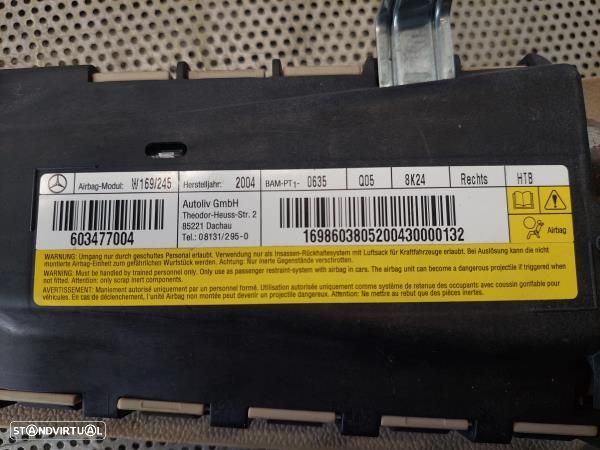 Airbag-Modul: W169/245 Herstelljahr: 2004 BAM-PT1- 0635 Q05 8K24 Rechts HTB
603477004
Autoliv GmbH
Theodor-Heuss-Str. 2
85221 Dachau
Tel.: 08131/295-0
1698603805200430000132
WARNUNG: Umgang nur durch geschultes Personal erlaubt. Verwendung nur als Insassen-Rückhaltesystem mit Luftsack für Kraftfahrzeuge erlaubt. Bei Auslösung kann die nicht
montierte Airbag-Einheit zum gefährlichen Wurfstück werden. Achtung: Nur intakte Gegenstände verschrotten.
WARNING: Must be handled by trained personnel only. Only use as passenger restraint-system with airbag in cars. The airbag unit can become a dangerous projectile if triggered when
not fitted. Attention: only scrap inert components.
AVERTISSEMENT: Maniement autorisé uniquement par un personnel formé. Utilisation autorisée uniquement comme système de retenue des occupants avec coussin gonflable pour
véhicules. En cas de déclenchement, l'unité Airbag non montée peut devenir un projectile dangereux. Attention: Ne mettre au rebut que des pièces inertes.
STANDVIRTUAL